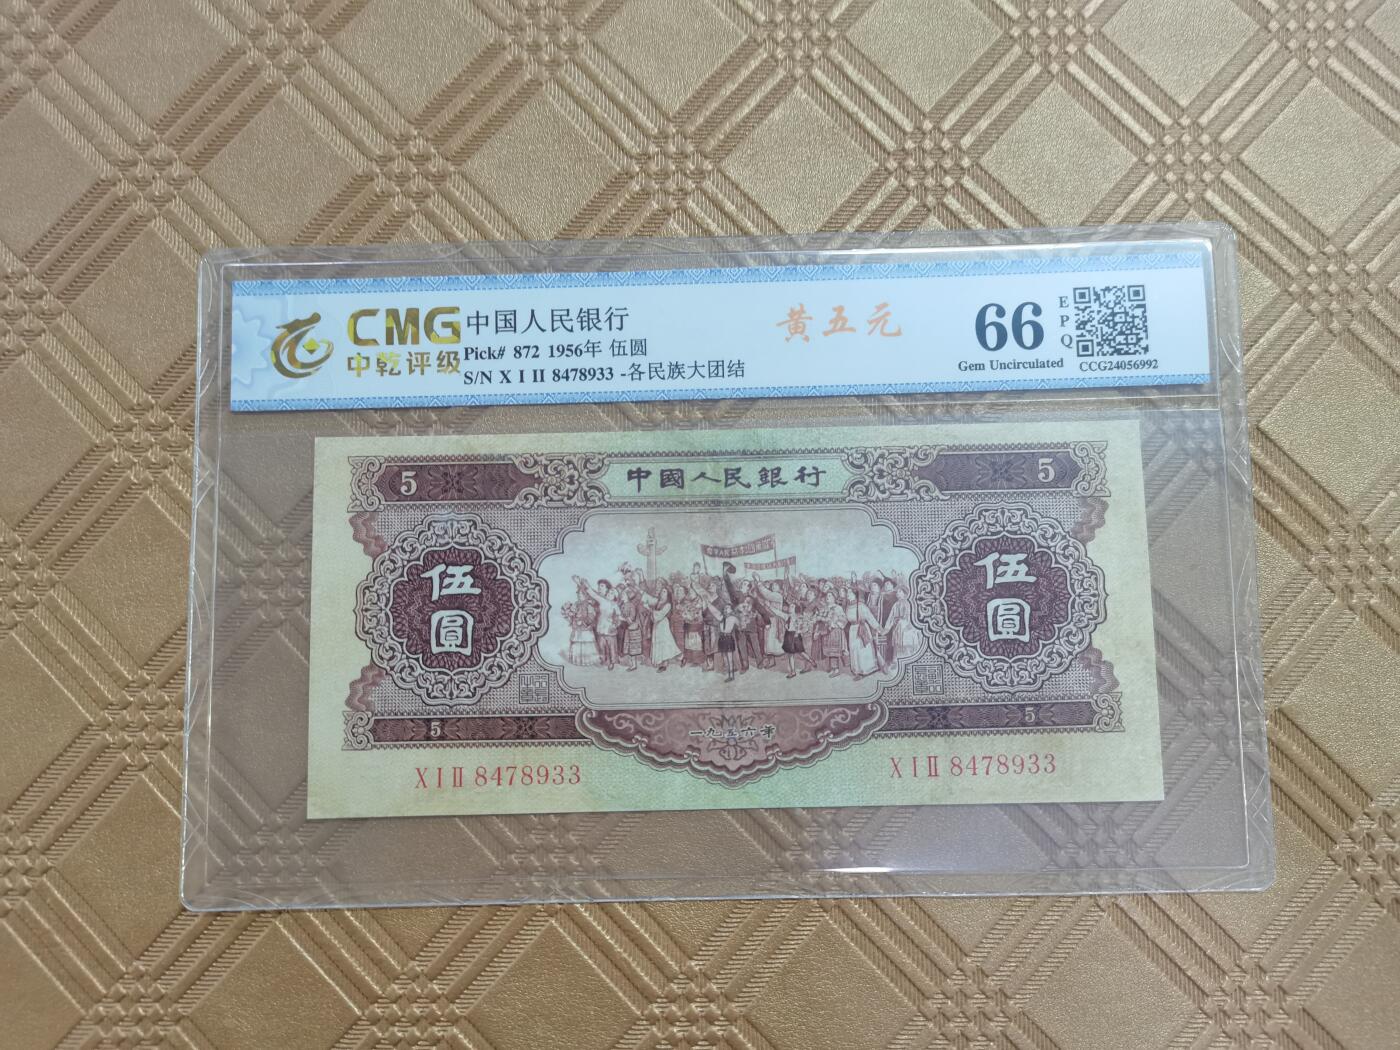 CMG
中乾评级
中国人民银行
Pick# 872 1956年 伍圆
S/N X I II 8478933 -各民族大团结
黄五元
66
EPQ
Gem Uncirculated
CCG24056992
5
中國人民銀行
5
伍圓
伍圓
5
一九五六年
5
X I II 8478933
X I II 8478933